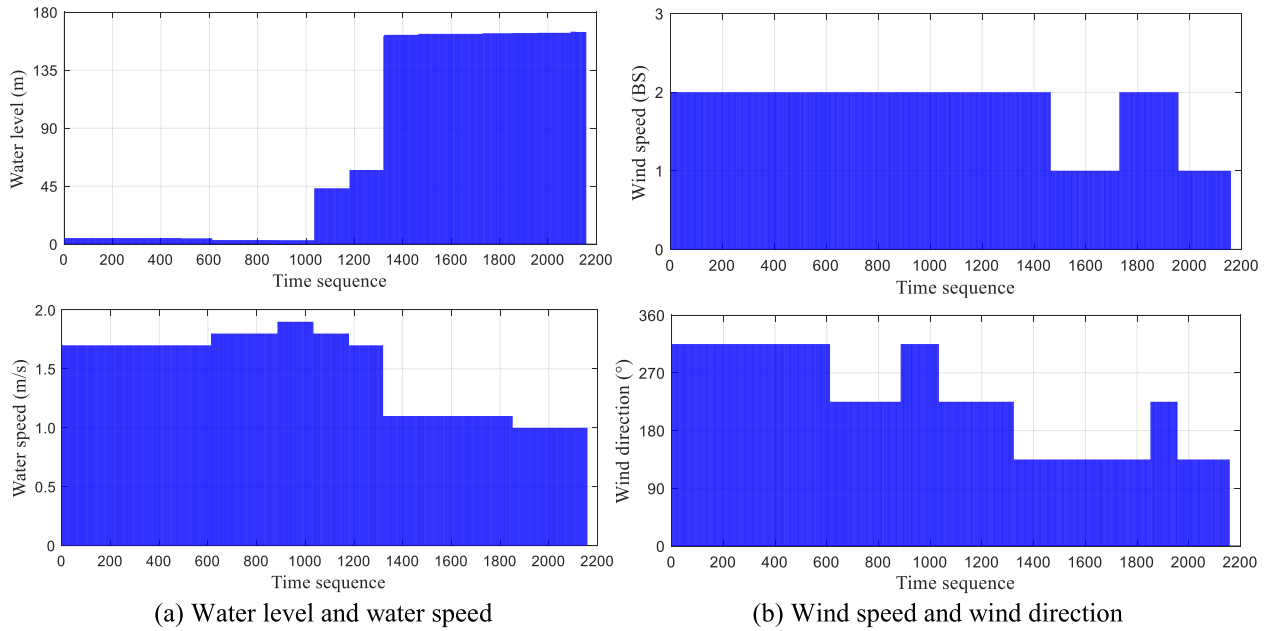 180
135
90
45
0
Water level (m)
0 200 400 600 800 1000 1200 1400 1600 1800 2000 2200
Time sequence
3
2
1
0
Wind speed (BS)
0 200 400 600 800 1000 1200 1400 1600 1800 2000 2200
Time sequence
2.0
1.5
1.0
0.5
0
Water speed (m/s)
0 200 400 600 800 1000 1200 1400 1600 1800 2000 2200
Time sequence
360
270
180
90
0
Wind direction (°)
0 200 400 600 800 1000 1200 1400 1600 1800 2000 2200
Time sequence
(a) Water level and water speed
(b) Wind speed and wind direction